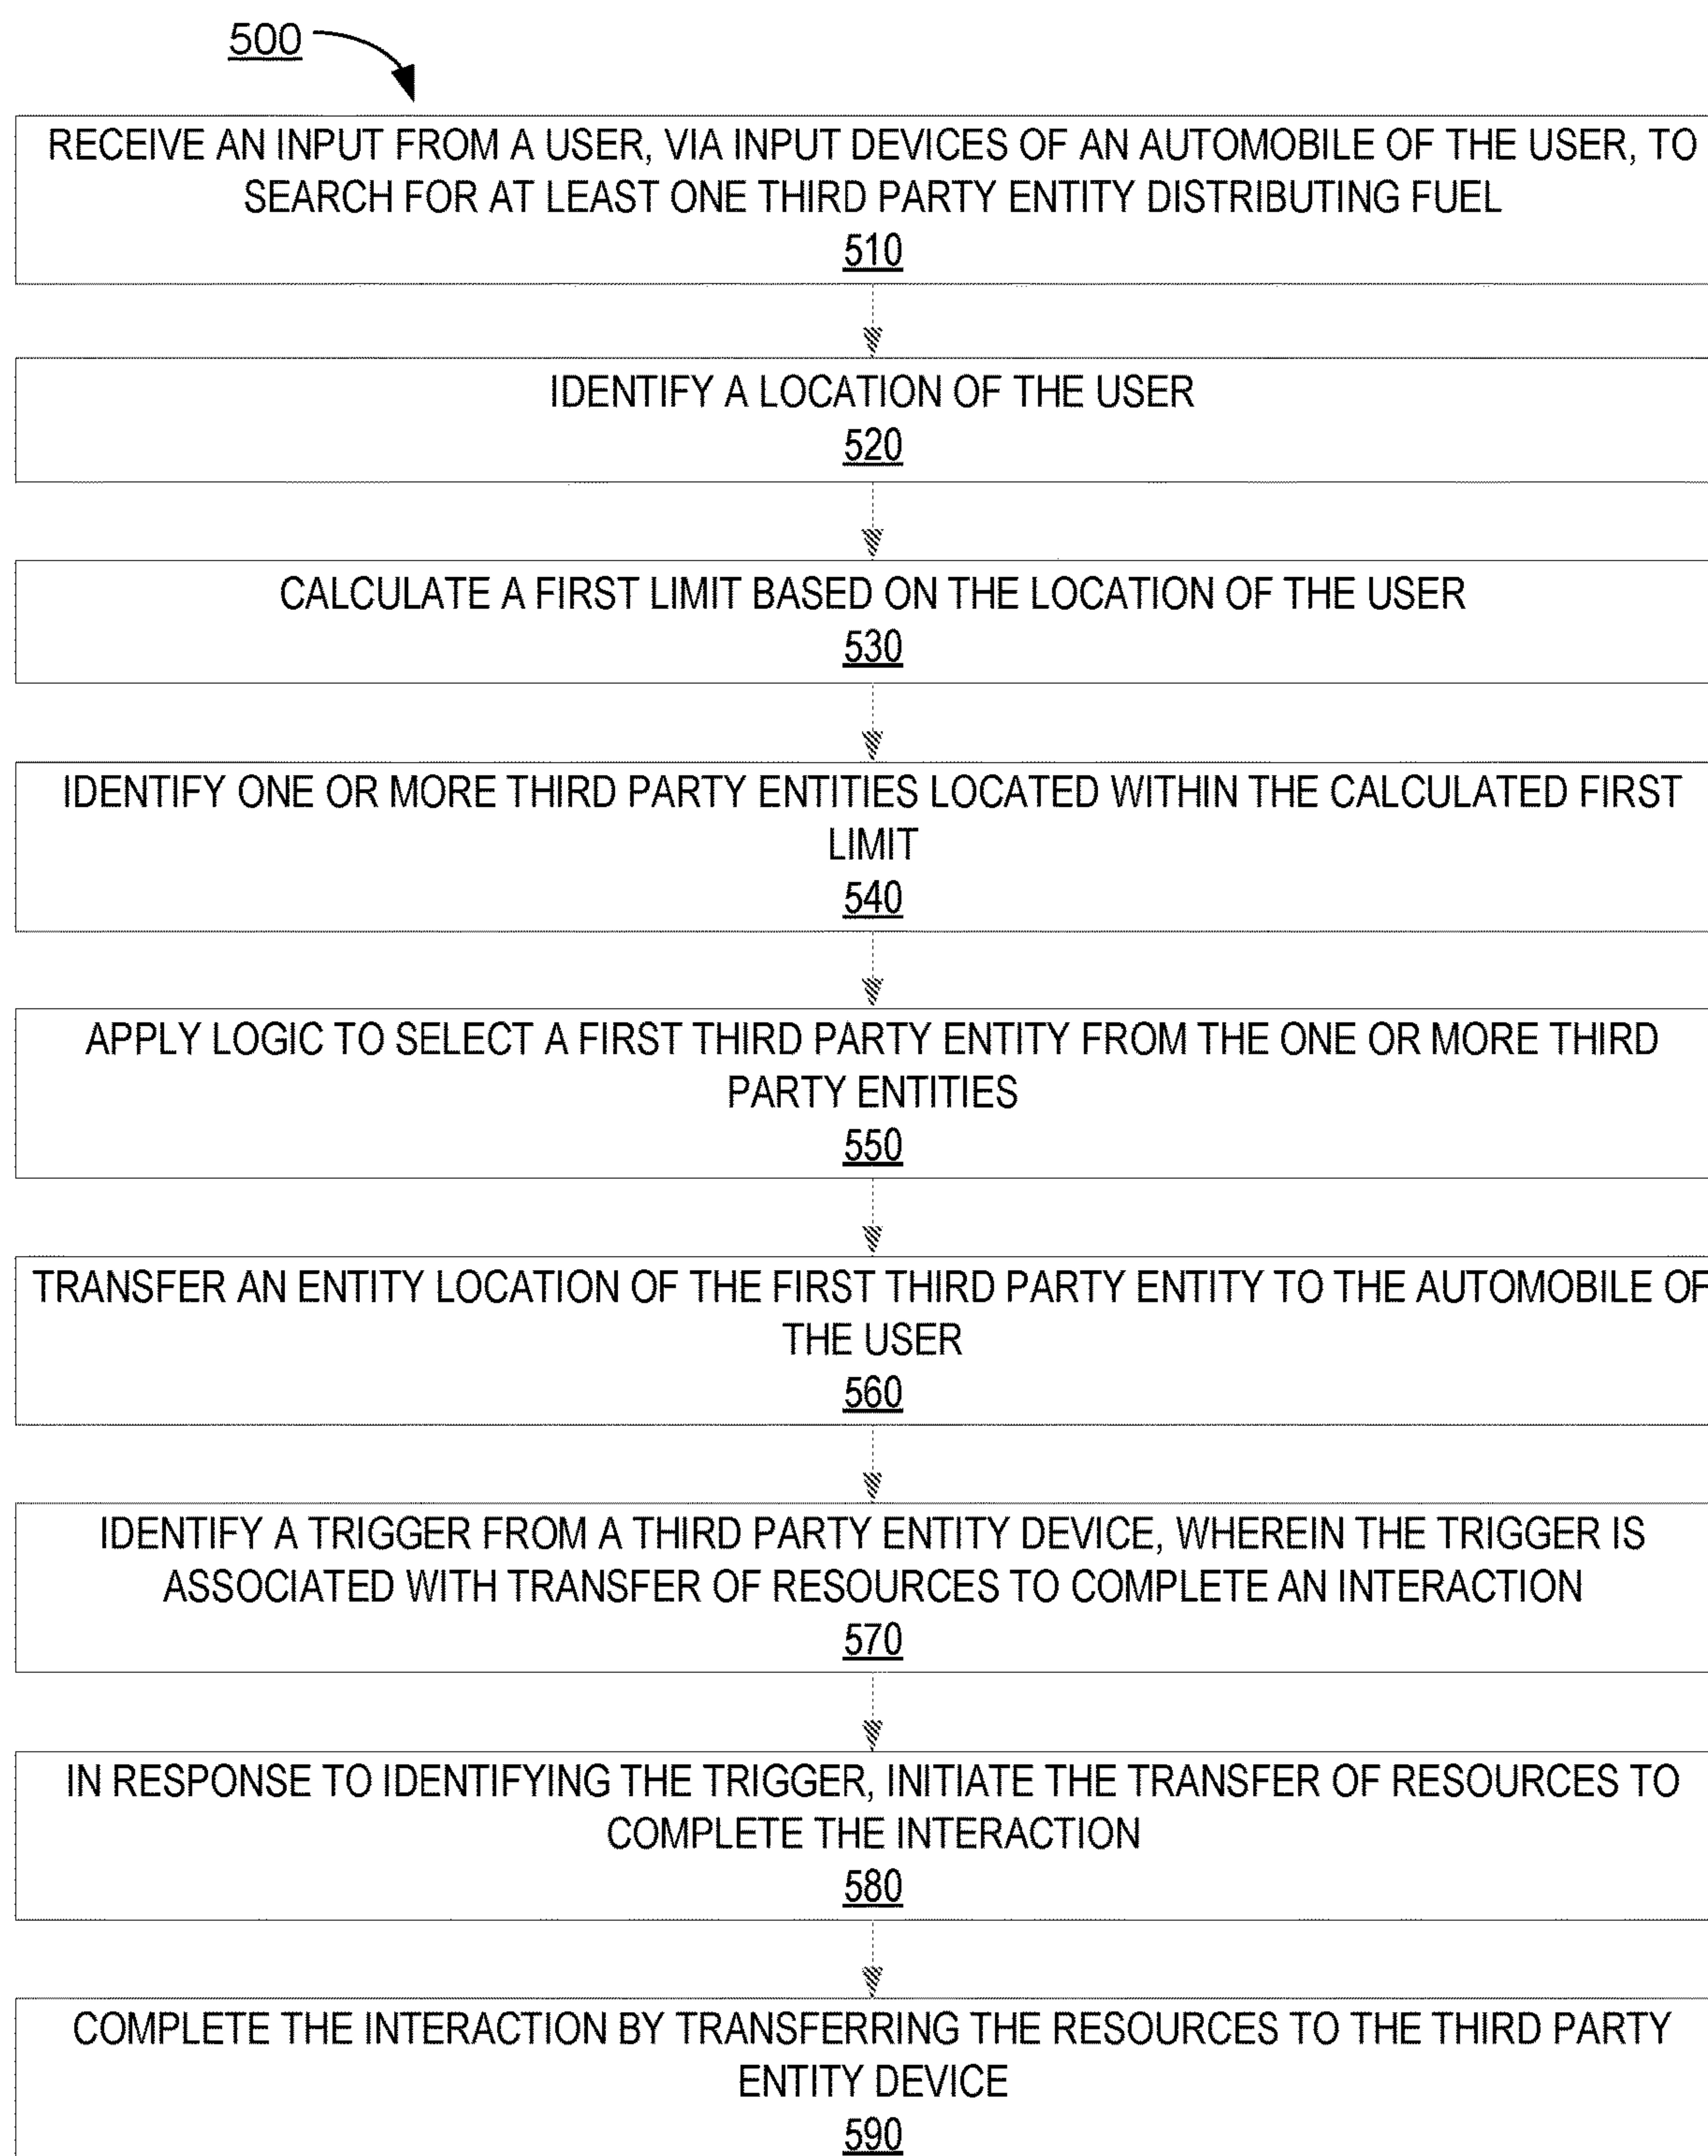 500
RECEIVE AN INPUT FROM A USER, VIA INPUT DEVICES OF AN AUTOMOBILE OF THE USER, TO
SEARCH FOR AT LEAST ONE THIRD PARTY ENTITY DISTRIBUTING FUEL
510
IDENTIFY A LOCATION OF THE USER
520
CALCULATE A FIRST LIMIT BASED ON THE LOCATION OF THE USER
530
IDENTIFY ONE OR MORE THIRD PARTY ENTITIES LOCATED WITHIN THE CALCULATED FIRST
LIMIT
540
APPLY LOGIC TO SELECT A FIRST THIRD PARTY ENTITY FROM THE ONE OR MORE THIRD
PARTY ENTITIES
550
TRANSFER AN ENTITY LOCATION OF THE FIRST THIRD PARTY ENTITY TO THE AUTOMOBILE OF
THE USER
560
IDENTIFY A TRIGGER FROM A THIRD PARTY ENTITY DEVICE, WHEREIN THE TRIGGER IS
ASSOCIATED WITH TRANSFER OF RESOURCES TO COMPLETE AN INTERACTION
570
IN RESPONSE TO IDENTIFYING THE TRIGGER, INITIATE THE TRANSFER OF RESOURCES TO
COMPLETE THE INTERACTION
580
COMPLETE THE INTERACTION BY TRANSFERRING THE RESOURCES TO THE THIRD PARTY
ENTITY DEVICE
590